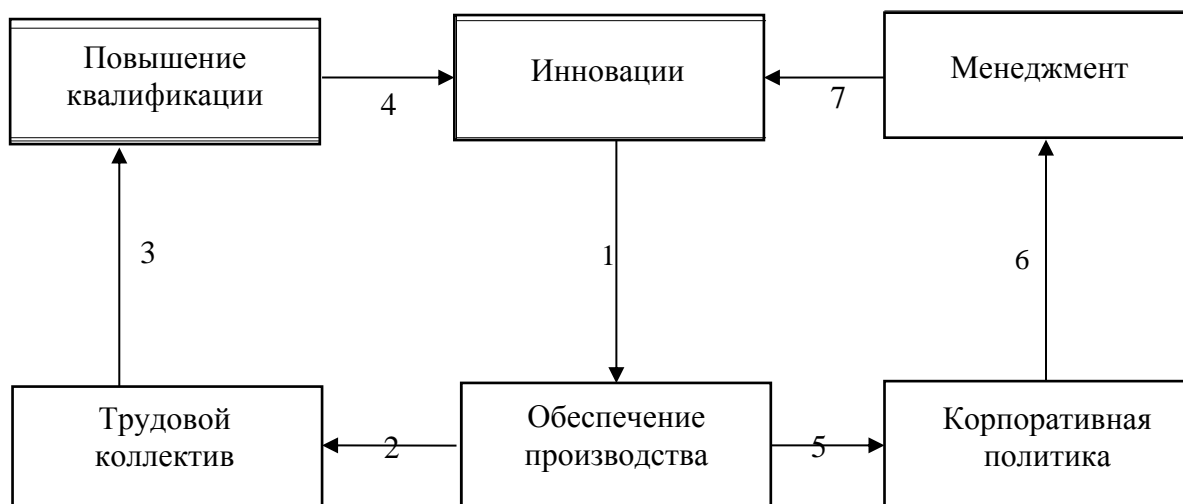 Повышение
квалификации
4
Инновации
7
Менеджмент
3
1
6
Трудовой
коллектив
2
Обеспечение
производства
5
Корпоративная
политика